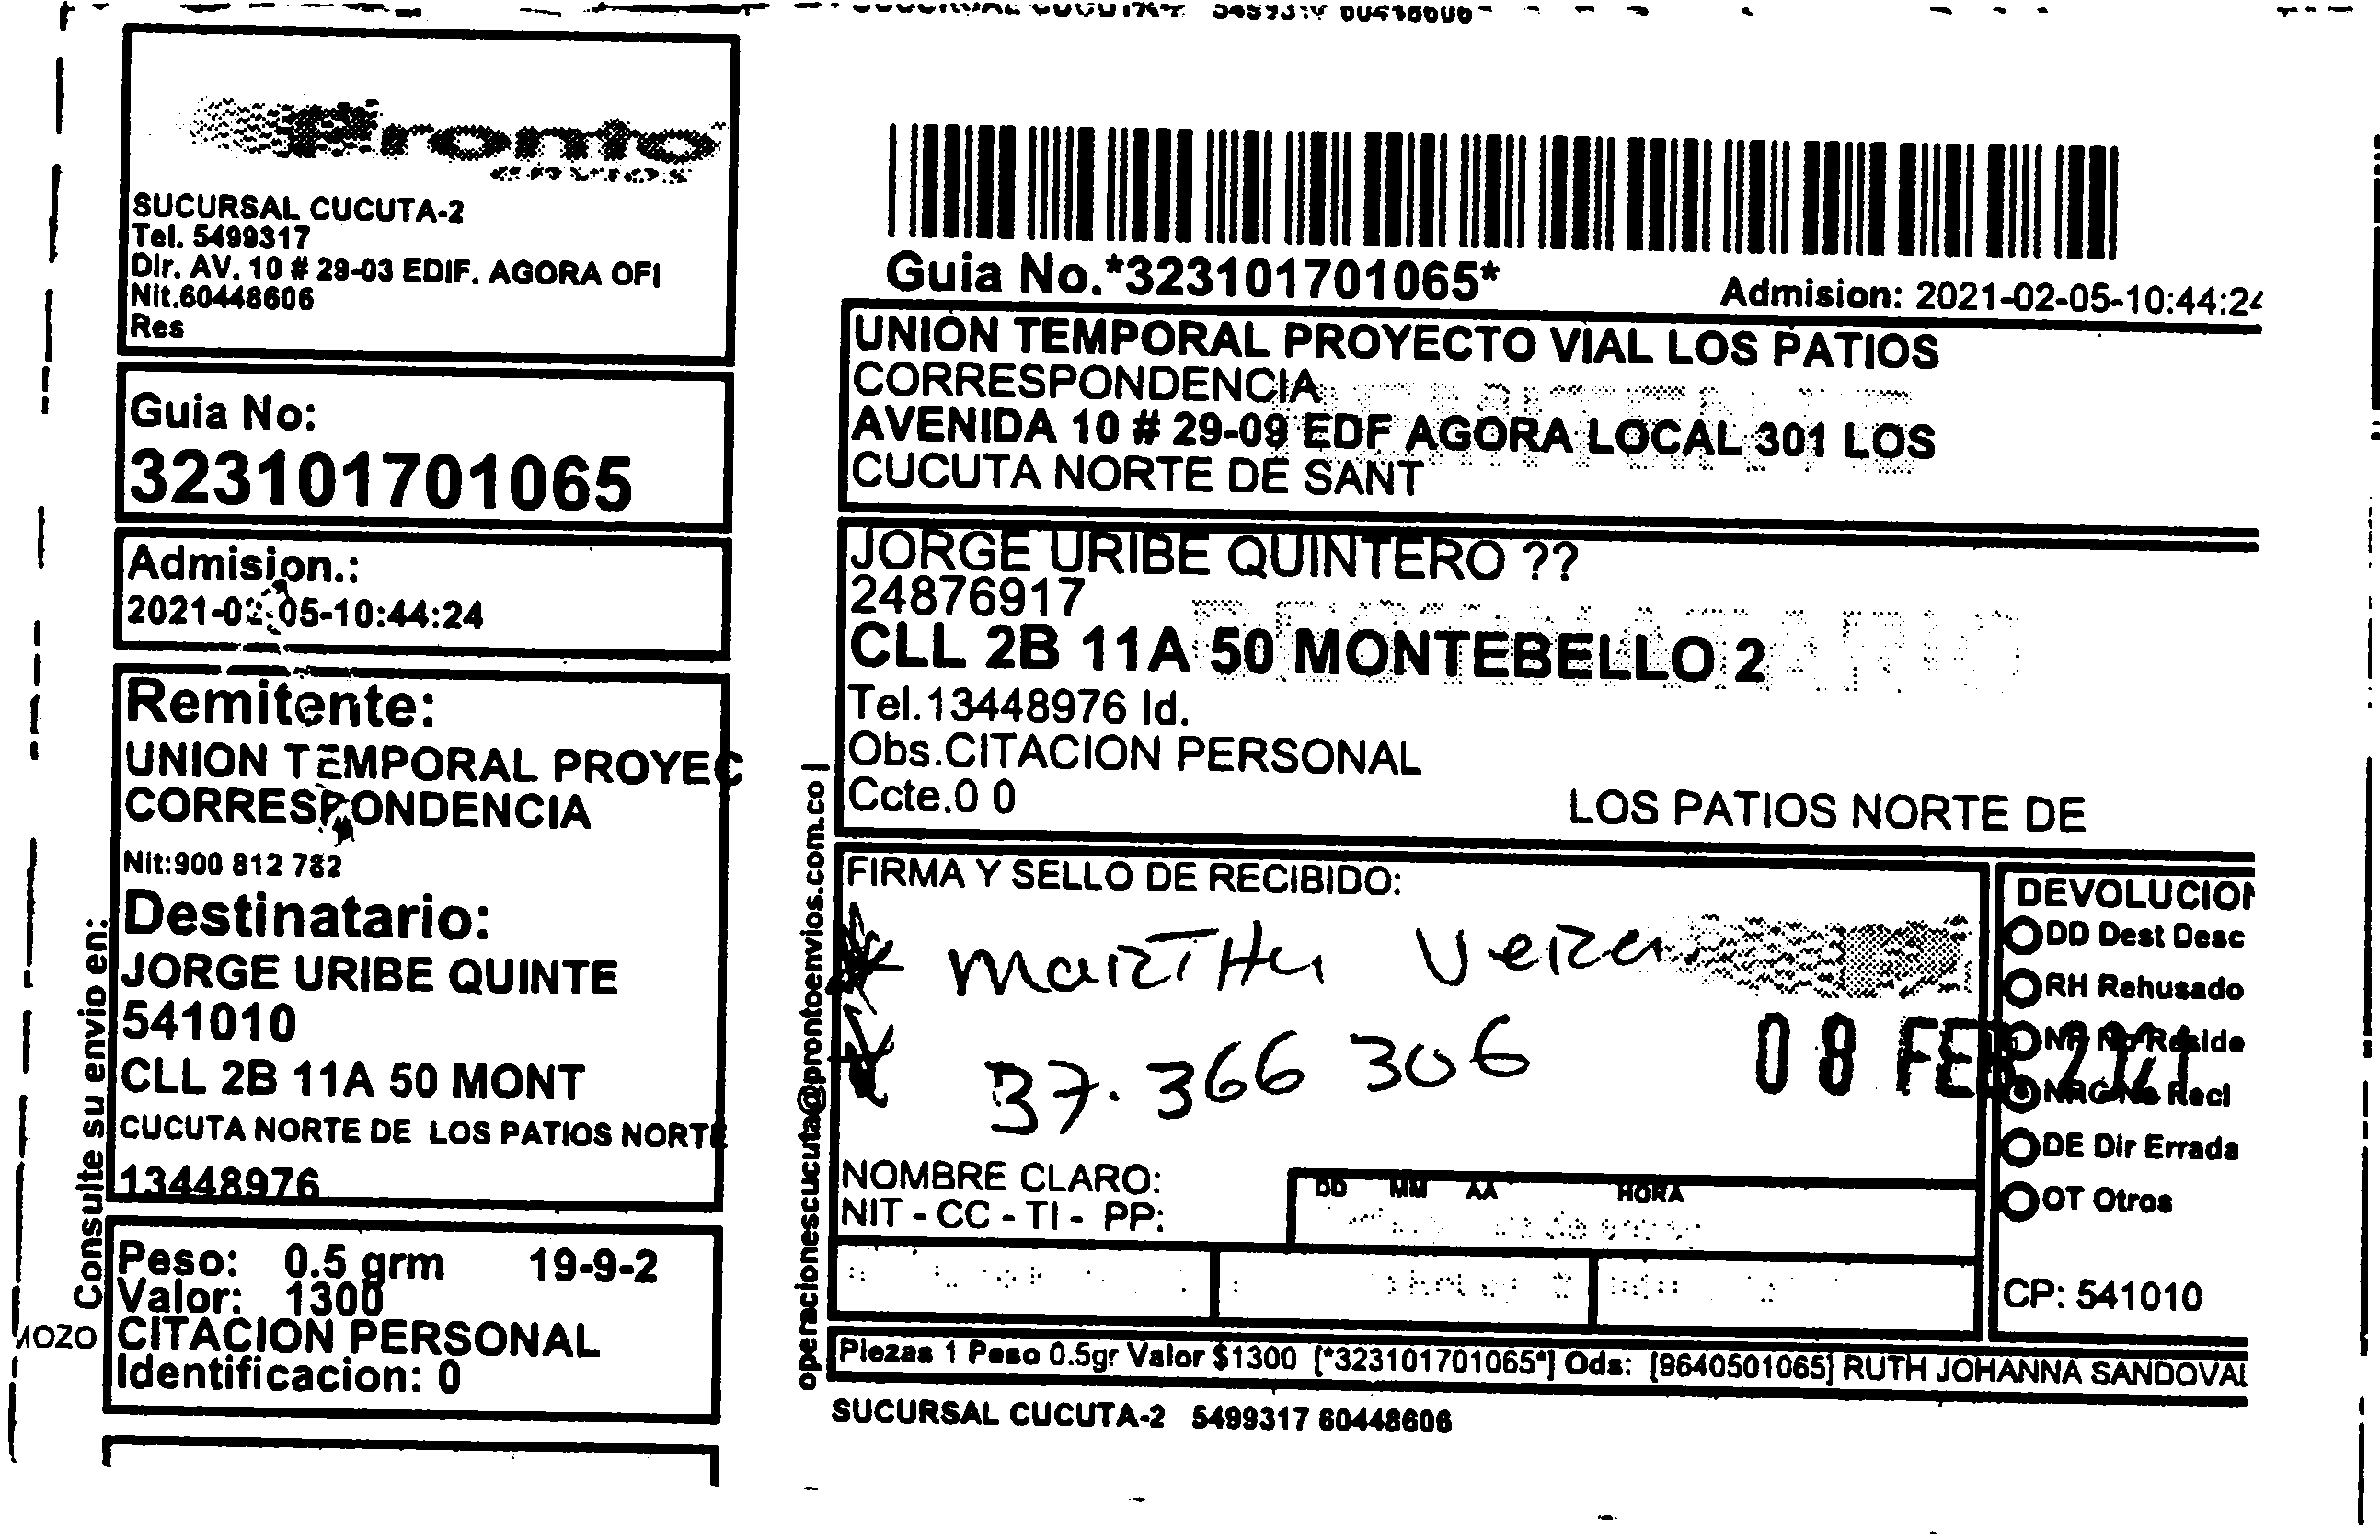 Pronto
envios
SUCURSAL CUCUTA-2
Tel. 5499317
Dir. AV. 10 # 29-03 EDIF. AGORA OFI
Nit.60448606
Res
Guia No:
323101701065
Admision.:
2021-02-05-10:44:24
Remitente:
UNION TEMPORAL PROYEC
CORRESPONDENCIA
Nit:900 812 782
Destinatario:
JORGE URIBE QUINTE
541010
CLL 2B 11A 50 MONT
CUCUTA NORTE DE LOS PATIOS NORTE
13448976
Peso: 0.5 grm 19-9-2
Valor: 1300
CITACION PERSONAL
Identificacion: 0
Consulte su envio en:
operacionescucuta@prontoenvios.com.co |
Guia No.*323101701065*
Admision: 2021-02-05-10:44:24
UNION TEMPORAL PROYECTO VIAL LOS PATIOS
CORRESPONDENCIA
REMITENTE
AVENIDA 10 # 29-09 EDF AGORA LOCAL 301 LOS
CUCUTA NORTE DE SANT
JORGE URIBE QUINTERO ??
24876917
DESTINATARIO
CLL 2B 11A 50 MONTEBELLO 2
Tel.13448976 Id.
Obs.CITACION PERSONAL
Ccte.0 0
LOS PATIOS NORTE DE
FIRMA Y SELLO DE RECIBIDO:
Martha Vera
37.366 306
08 FEB 2021
NOMBRE CLARO:
NIT - CC - TI - PP:
DD MM AA HORA
DEVOLUCION
DD Dest Desc
RH Rehusado
NR No Reside
NRC No Recl
DE Dir Errada
OT Otros
CP: 541010
Piezas 1 Peso 0.5gr Valor $1300 [*323101701065*] Ods: [9640501065] RUTH JOHANNA SANDOVAL
SUCURSAL CUCUTA-2 5499317 60448606